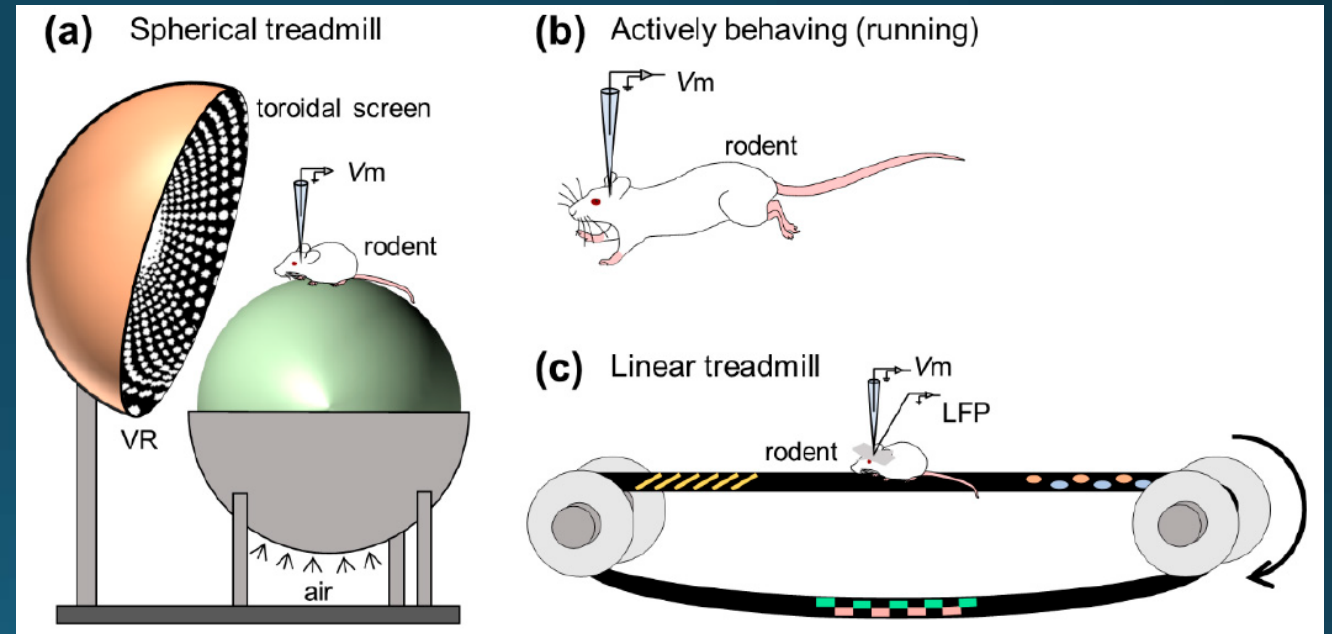 (a) Spherical treadmill
toroidal screen
Vm
rodent
VR
air
(b) Actively behaving (running)
Vm
rodent
(c) Linear treadmill
Vm
LFP
rodent